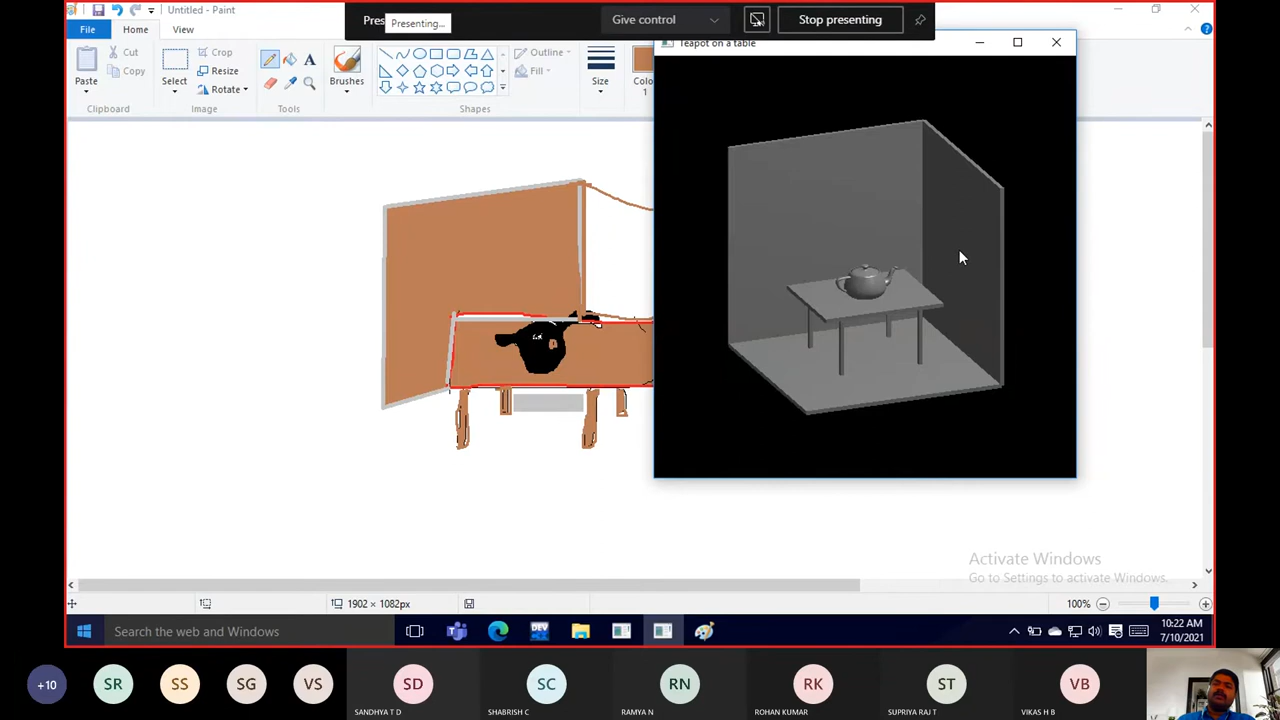 Untitled - Paint
Presenting...
Give control
Stop presenting
File
Home
View
Cut
Copy
Paste
Clipboard
Select
Crop
Resize
Rotate
Image
A
Tools
Brushes
Shapes
Outline
Fill
Size
1
Teapot on a table
Activate Windows
Go to Settings to activate Windows.
1902 × 1082px
100%
Search the web and Windows
DEV
10:22 AM
7/10/2021
+10
SR
SS
SG
VS
SD
SC
RN
RK
ST
VB
SANDHYA T D
SHABRISH C
RAMYA N
ROHAN KUMAR
SUPRIYA RAJ T
VIKAS H B